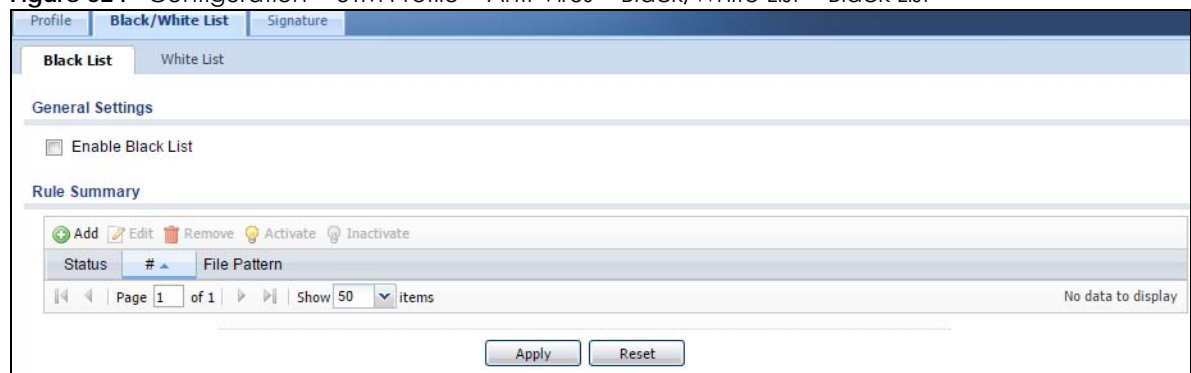 Profile Black/White List Signature
Black List White List
General Settings
Enable Black List
Rule Summary
Add Edit Remove Activate Inactivate
Status # File Pattern
Page 1 of 1 Show 50 items No data to display
Apply Reset